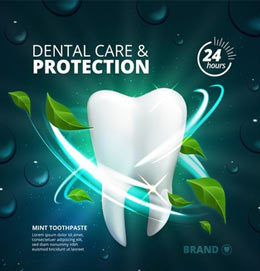 DENTAL CARE &
PROTECTION
24
hours
MINT TOOTHPASTE
Lorem ipsum dolor sit amet,
BRAND